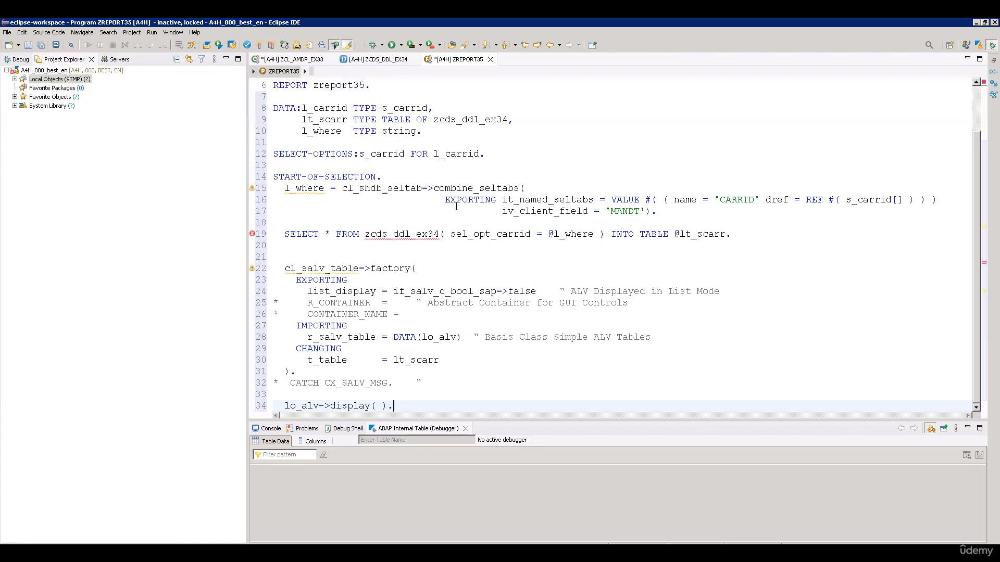 eclipse-workspace - Program ZREPORT35 [A4H] - inactive, locked - A4H_800_best_en - Eclipse IDE
File Edit Source Code Navigate Search Project Run Window Help
Debug Project Explorer Servers
*[A4H] ZCL_AMDP_EX33 [A4H] ZCDS_DDL_EX34 *[A4H] ZREPORT35
A4H_800_best_en [A4H, 800, BEST, EN]
Local Objects ($TMP) (?)
Favorite Packages (0)
Favorite Objects (?)
System Library (?)
ZREPORT35
6 REPORT zreport35.
7
8 DATA:l_carrid TYPE s_carrid,
9 lt_scarr TYPE TABLE OF zcds_ddl_ex34,
10 l_where TYPE string.
11
12 SELECT-OPTIONS:s_carrid FOR l_carrid.
13
14 START-OF-SELECTION.
15 l_where = cl_shdb_seltab=>combine_seltabs(
16 EXPORTING it_named_seltabs = VALUE #( ( name = 'CARRID' dref = REF #( s_carrid[] ) ) )
17 iv_client_field = 'MANDT').
18
19 SELECT * FROM zcds_ddl_ex34( sel_opt_carrid = @l_where ) INTO TABLE @lt_scarr.
20
21
22 cl_salv_table=>factory(
23 EXPORTING
24 list_display = if_salv_c_bool_sap=>false " ALV Displayed in List Mode
25 * R_CONTAINER = " Abstract Container for GUI Controls
26 * CONTAINER_NAME =
27 IMPORTING
28 r_salv_table = DATA(lo_alv) " Basis Class Simple ALV Tables
29 CHANGING
30 t_table = lt_scarr
31 ).
32 * CATCH CX_SALV_MSG. "
33
34 lo_alv->display( ).
Console Problems Debug Shell ABAP Internal Table (Debugger)
Table Data Columns Enter Table Name No active debugger
Filter pattern
udemy